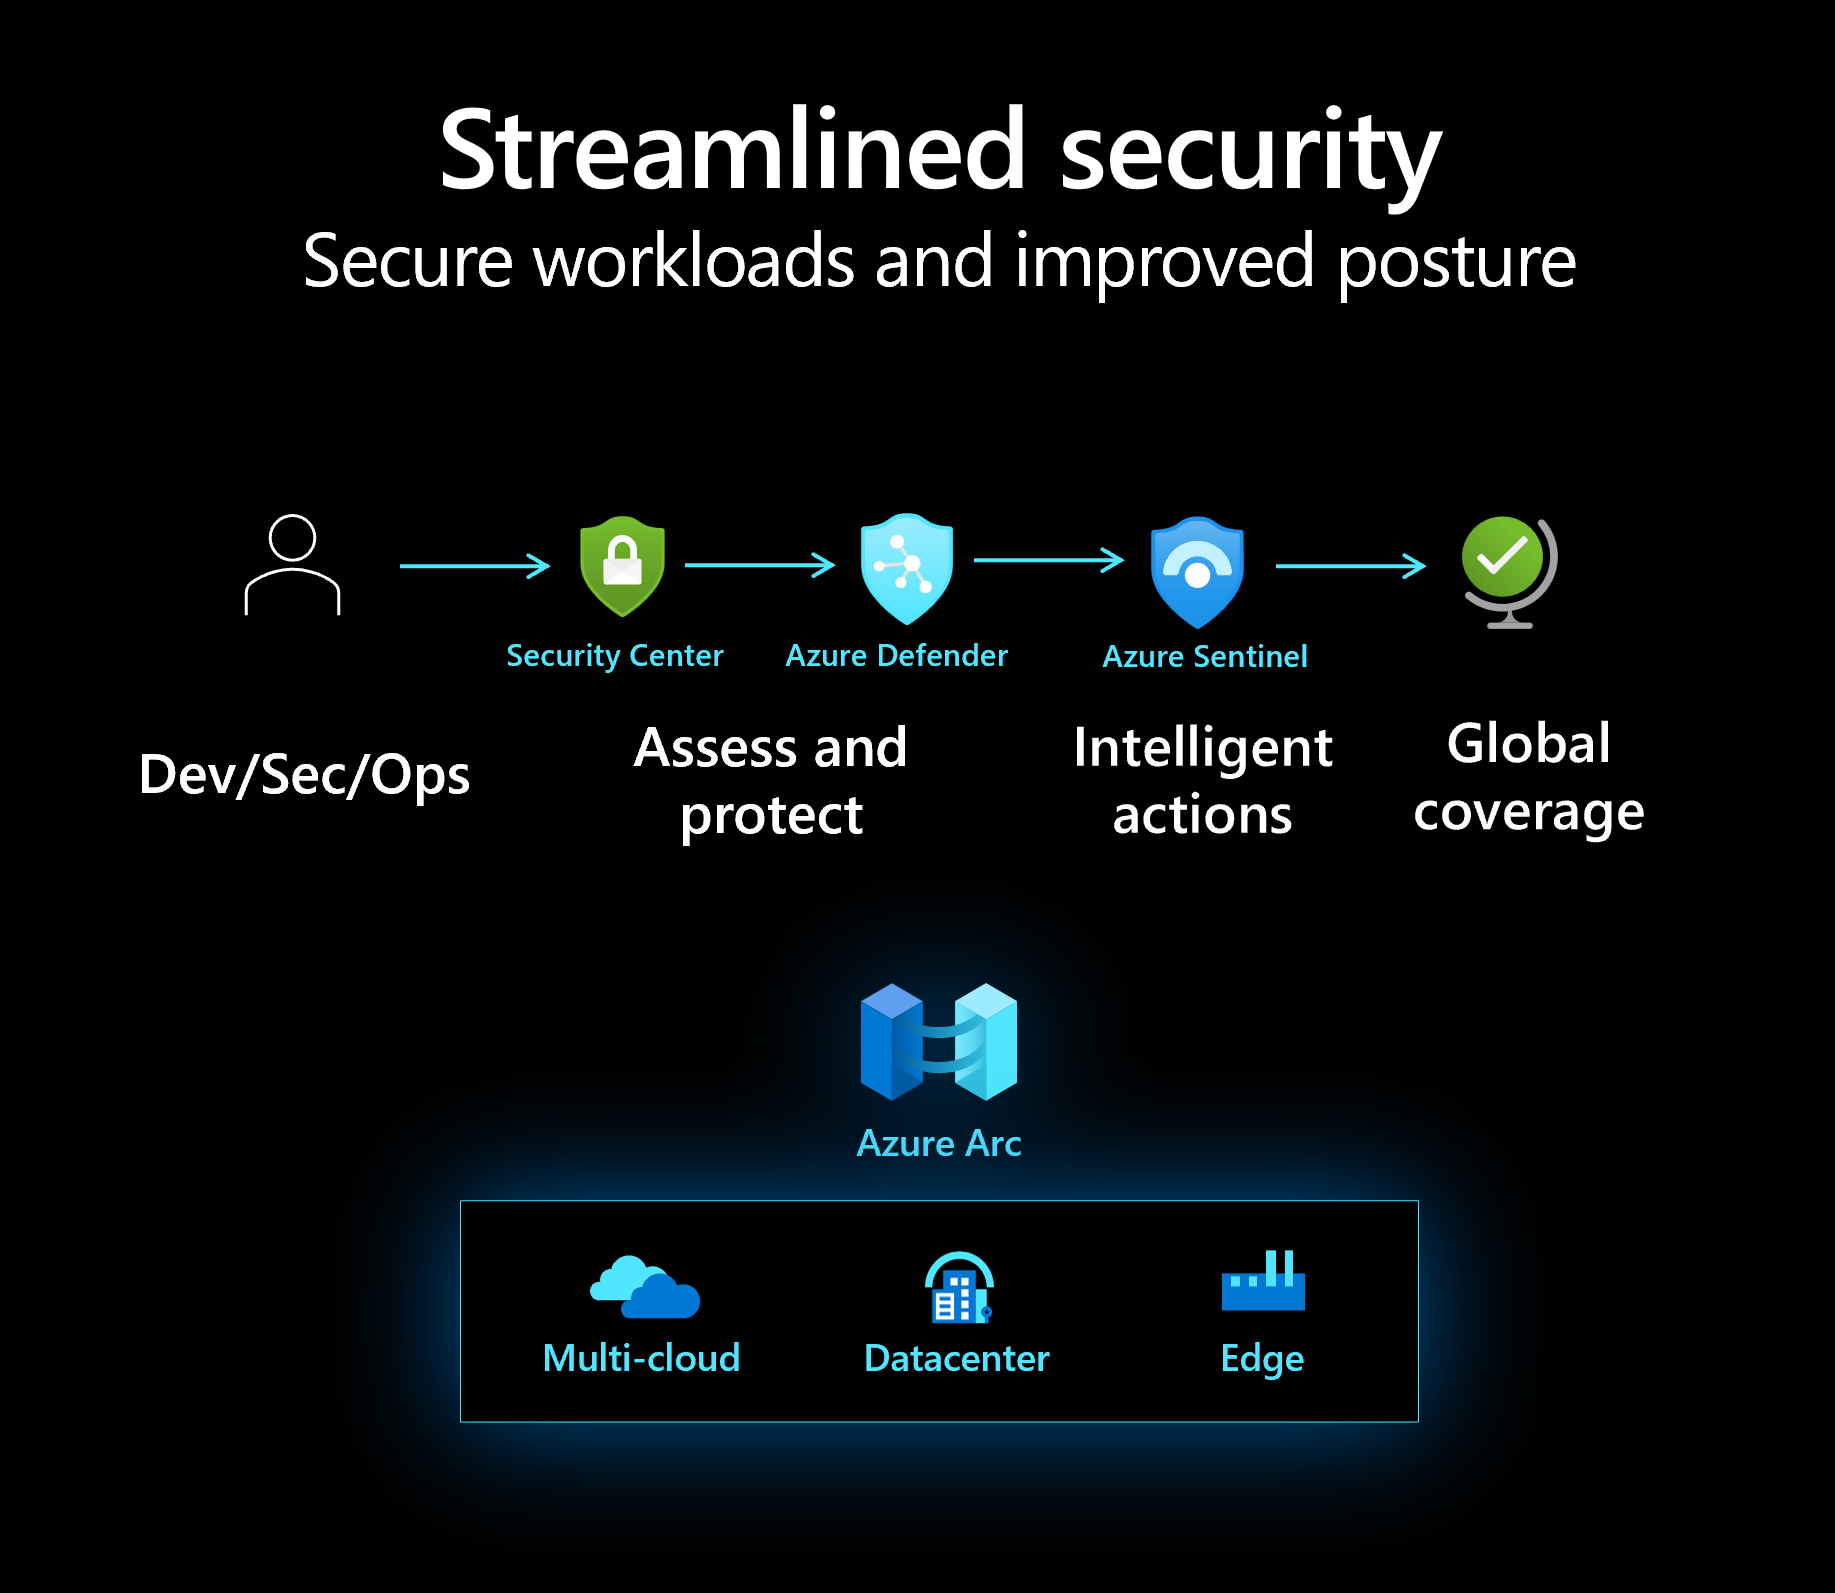 Streamlined security
Secure workloads and improved posture
Security Center
Azure Defender
Azure Sentinel
Dev/Sec/Ops
Assess and
protect
Intelligent
actions
Global
coverage
Azure Arc
Multi-cloud
Datacenter
Edge